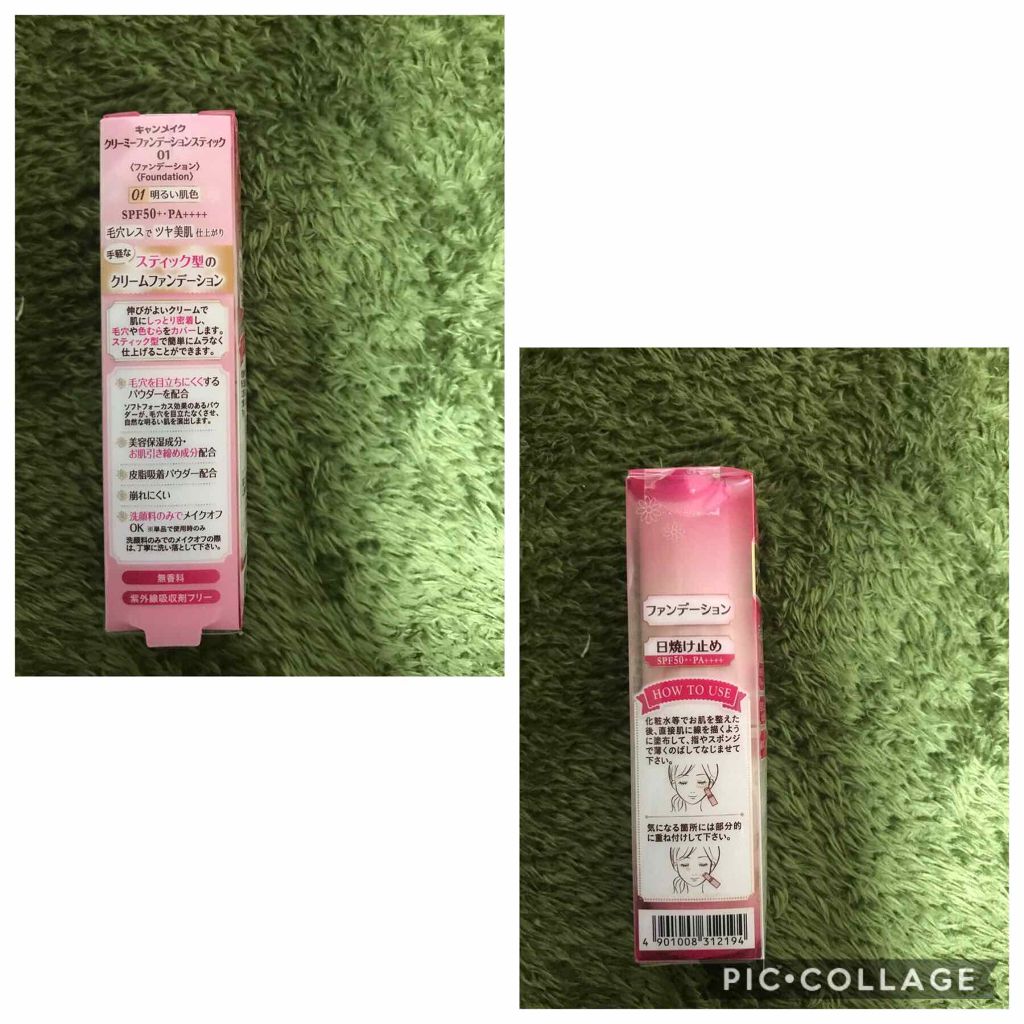 キャンメイク
クリーミーファンデーションスティック
01
〈ファンデーション〉
〈Foundation〉
01 明るい肌色
SPF50+・PA++++
毛穴レスで ツヤ美肌 仕上がり
手軽な
スティック型の
クリームファンデーション
伸びがよいクリームで
肌にしっとり密着し、
毛穴や色むらをカバーします。
スティック型で簡単にムラなく
仕上げることができます。
毛穴を目立ちにくくする
パウダーを配合
ソフトフォーカス効果のあるパウ
ダーが、毛穴を目立たなくさせ、
自然な明るい肌を演出します。
美容保湿成分・
お肌引き締め成分配合
皮脂吸着パウダー配合
崩れにくい
洗顔料のみでメイクオフ
OK ※単品で使用時のみ
洗顔料のみでのメイクオフの際
は、丁寧に洗い落として下さい。
無香料
紫外線吸収剤フリー
ファンデーション
日焼け止め
SPF50+・PA++++
HOW TO USE
化粧水等でお肌を整えた
後、直接肌に線を描くよう
に塗布して、指やスポンジ
で薄くのばしてなじませて
下さい。
気になる箇所には部分的
に重ね付けして下さい。
4 901008 312194
PIC•COLLAGE